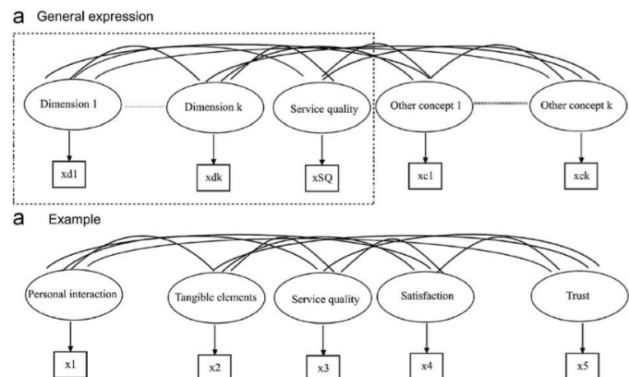 a General expression
Dimension 1
Dimension k
Service quality
Other concept 1
Other concept k
xd1
xdk
xSQ
xc1
xck
a Example
Personal interaction
Tangible elements
Service quality
Satisfaction
Trust
x1
x2
x3
x4
x5